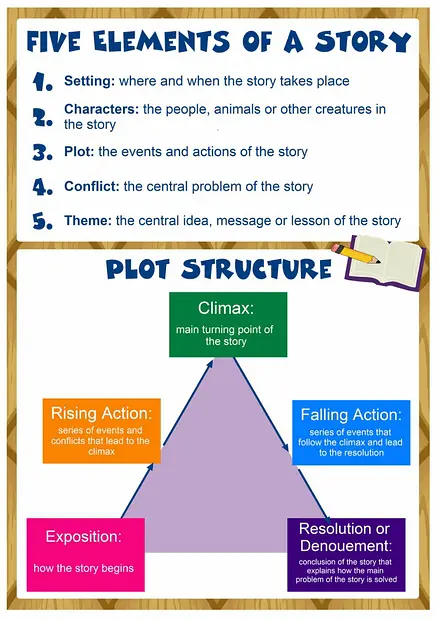 FIVE ELEMENTS OF A STORY
1. Setting: where and when the story takes place
2. Characters: the people, animals or other creatures in
the story
3. Plot: the events and actions of the story
4. Conflict: the central problem of the story
5. Theme: the central idea, message or lesson of the story
PLOT STRUCTURE
Climax:
main turning point of
the story
Rising Action:
series of events and
conflicts that lead to the
climax
Falling Action:
series of events that
follow the climax and lead
to the resolution
Exposition:
how the story begins
Resolution or
Denouement:
conclusion of the story that
explains how the main
problem of the story is solved